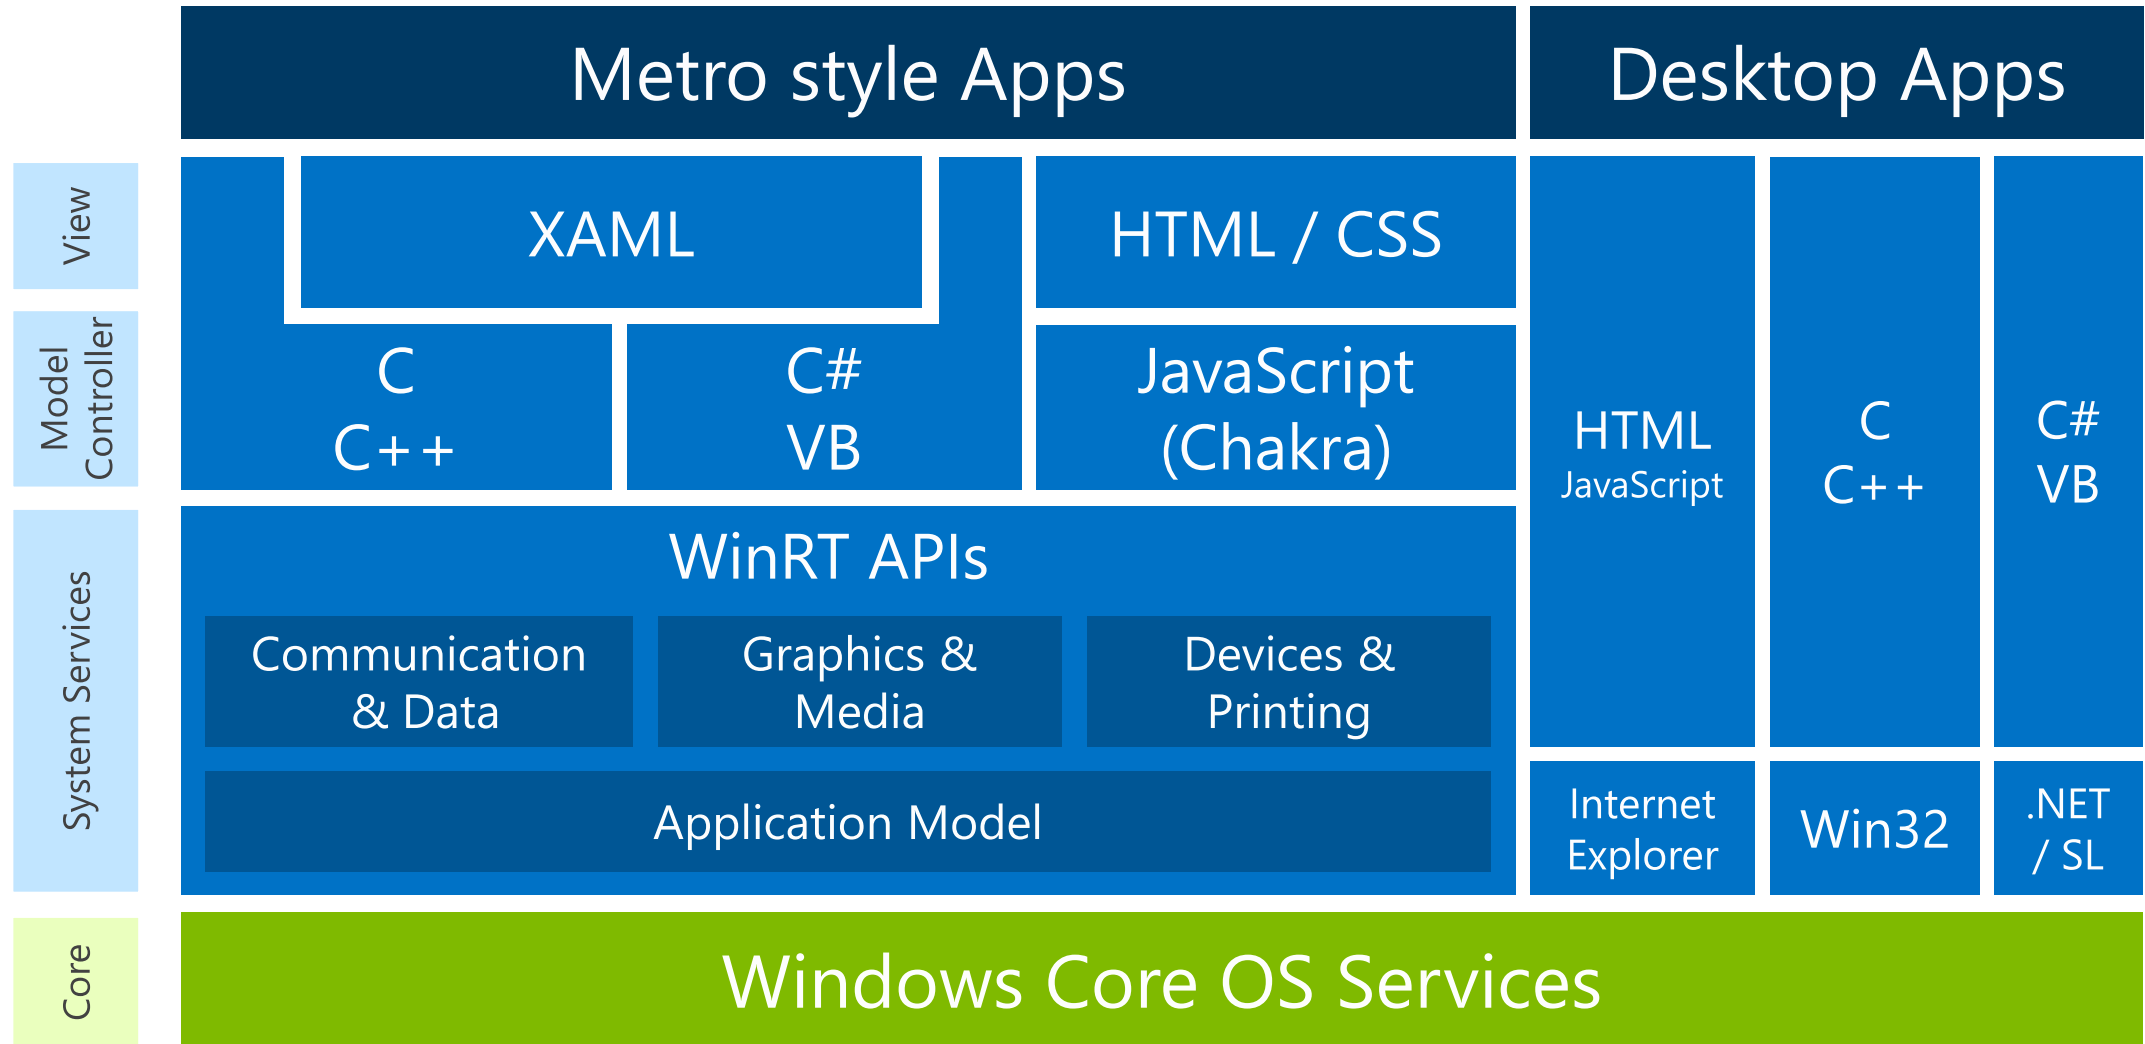 Metro style Apps
Desktop Apps
View
XAML
HTML / CSS
Model
Controller
C
C++
C#
VB
JavaScript
(Chakra)
HTML
JavaScript
C
C++
C#
VB
System Services
WinRT APIs
Communication
& Data
Graphics &
Media
Devices &
Printing
Application Model
Internet
Explorer
Win32
.NET
/ SL
Core
Windows Core OS Services